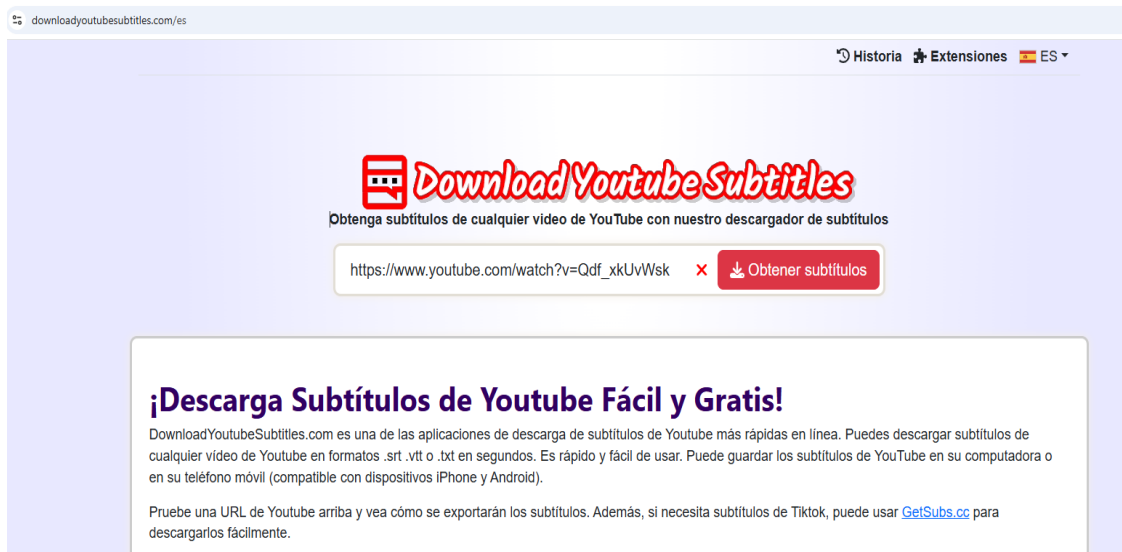 downloadyoutubesubtitles.com/es
Historia Extensiones ES
Download Youtube Subtitles
Obtenga subtítulos de cualquier video de YouTube con nuestro descargador de subtítulos
https://www.youtube.com/watch?v=Qdf_xkUvWsk Obtener subtítulos
¡Descarga Subtítulos de Youtube Fácil y Gratis!
DownloadYoutubeSubtitles.com es una de las aplicaciones de descarga de subtítulos de Youtube más rápidas en línea. Puedes descargar subtítulos de
cualquier vídeo de Youtube en formatos .srt .vtt o .txt en segundos. Es rápido y fácil de usar. Puede guardar los subtítulos de YouTube en su computadora o
en su teléfono móvil (compatible con dispositivos iPhone y Android).
Pruebe una URL de Youtube arriba y vea cómo se exportarán los subtítulos. Además, si necesita subtítulos de Tiktok, puede usar GetSubs.cc para
descargarlos fácilmente.